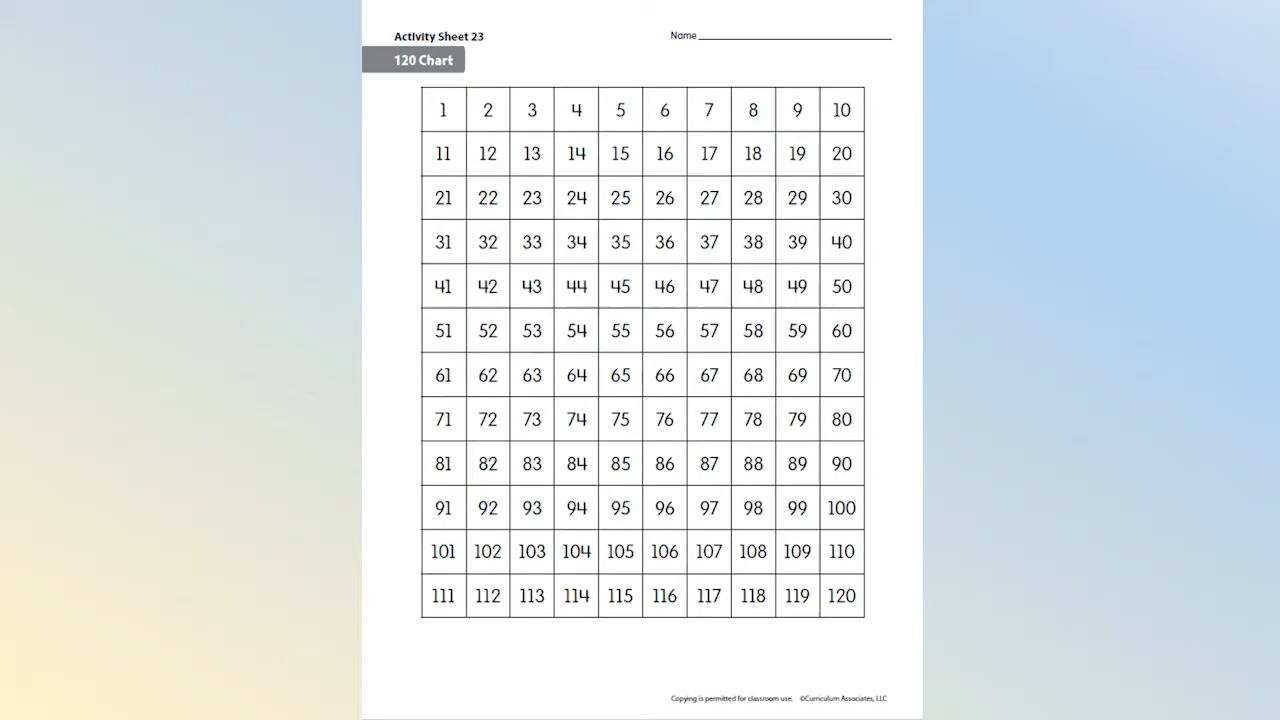 Activity Sheet 23
Name
120 Chart
1 2 3 4 5 6 7 8 9 10
11 12 13 14 15 16 17 18 19 20
21 22 23 24 25 26 27 28 29 30
31 32 33 34 35 36 37 38 39 40
41 42 43 44 45 46 47 48 49 50
51 52 53 54 55 56 57 58 59 60
61 62 63 64 65 66 67 68 69 70
71 72 73 74 75 76 77 78 79 80
81 82 83 84 85 86 87 88 89 90
91 92 93 94 95 96 97 98 99 100
101 102 103 104 105 106 107 108 109 110
111 112 113 114 115 116 117 118 119 120
Copying is permitted for classroom use. ©Curriculum Associates, LLC